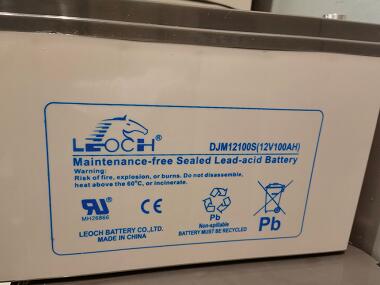 LEOCH
DJM12100S(12V100AH)
Maintenance-free Sealed Lead-acid Battery
Warning:
Risk of fire, explosion, or burns. Do not disassemble,
heat above the 60°C, or incinerate.
MH26866
CE
Pb
Non-spillable
BATTERY MUST BE RECYCLED
Pb
LEOCH BATTERY CO.,LTD.
MADE IN CHINA